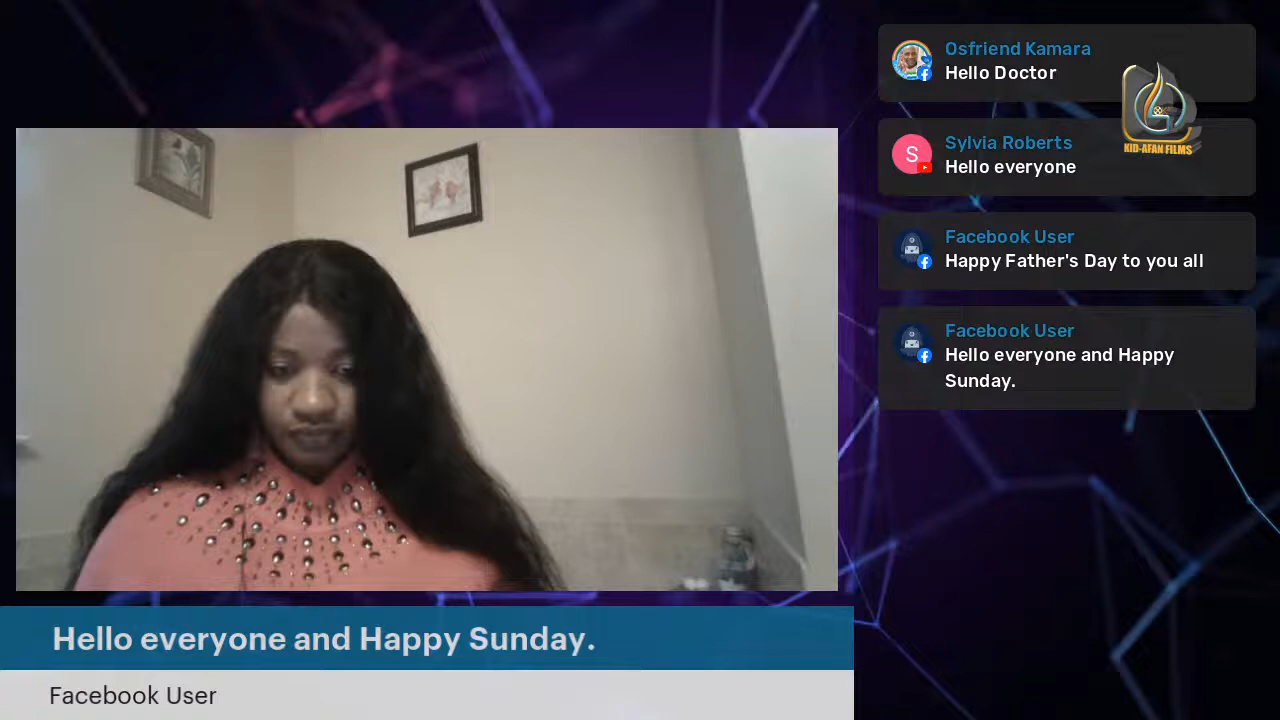 Osfriend Kamara
Hello Doctor
KID-AFAN FILMS
S
Sylvia Roberts
Hello everyone
Facebook User
Happy Father's Day to you all
Facebook User
Hello everyone and Happy
Sunday.
Hello everyone and Happy Sunday.
Facebook User